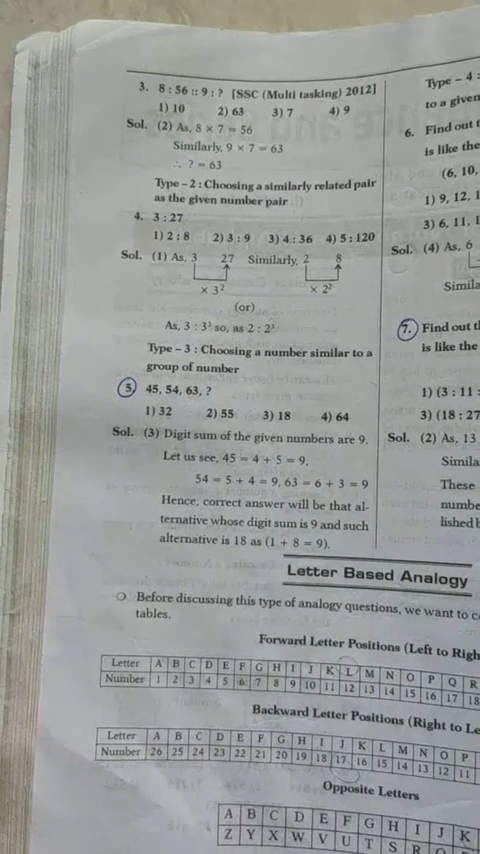 3. 8 : 56 :: 9 : ? [SSC (Multi tasking) 2012]
1) 10 2) 63 3) 7 4) 9
Sol. (2) As, 8 × 7 = 56
Similarly, 9 × 7 = 63
∴ ? = 63
Type – 2 : Choosing a similarly related pair
as the given number pair
4. 3 : 27
1) 2 : 8 2) 3 : 9 3) 4 : 36 4) 5 : 120
Sol. (1) As, 3 27 Similarly, 2 8
× 3² × 2²
(or)
As, 3 : 3³ so, as 2 : 2³
Type – 3 : Choosing a number similar to a
group of number
5. 45, 54, 63, ?
1) 32 2) 55 3) 18 4) 64
Sol. (3) Digit sum of the given numbers are 9.
Let us see, 45 = 4 + 5 = 9,
54 = 5 + 4 = 9, 63 = 6 + 3 = 9
Hence, correct answer will be that al-
ternative whose digit sum is 9 and such
alternative is 18 as (1 + 8 = 9).
Type – 4 :
to a given
6. Find out t
is like the
(6, 10,
1) 9, 12, 1
3) 6, 11, 1
Sol. (4) As, 6
Simila
7. Find out th
is like the
1) (3 : 11 :
3) (18 : 27
Sol. (2) As, 13
Simila
These
numbe
lished b
Letter Based Analogy
Before discussing this type of analogy questions, we want to c
tables.
Forward Letter Positions (Left to Righ
Letter A B C D E F G H I J K L M N O P Q R
Number 1 2 3 4 5 6 7 8 9 10 11 12 13 14 15 16 17 18
Backward Letter Positions (Right to Le
Letter A B C D E F G H I J K L M N O P
Number 26 25 24 23 22 21 20 19 18 17 16 15 14 13 12 11
Opposite Letters
A B C D E F G H I J K
Z Y X W V U T S R Q P